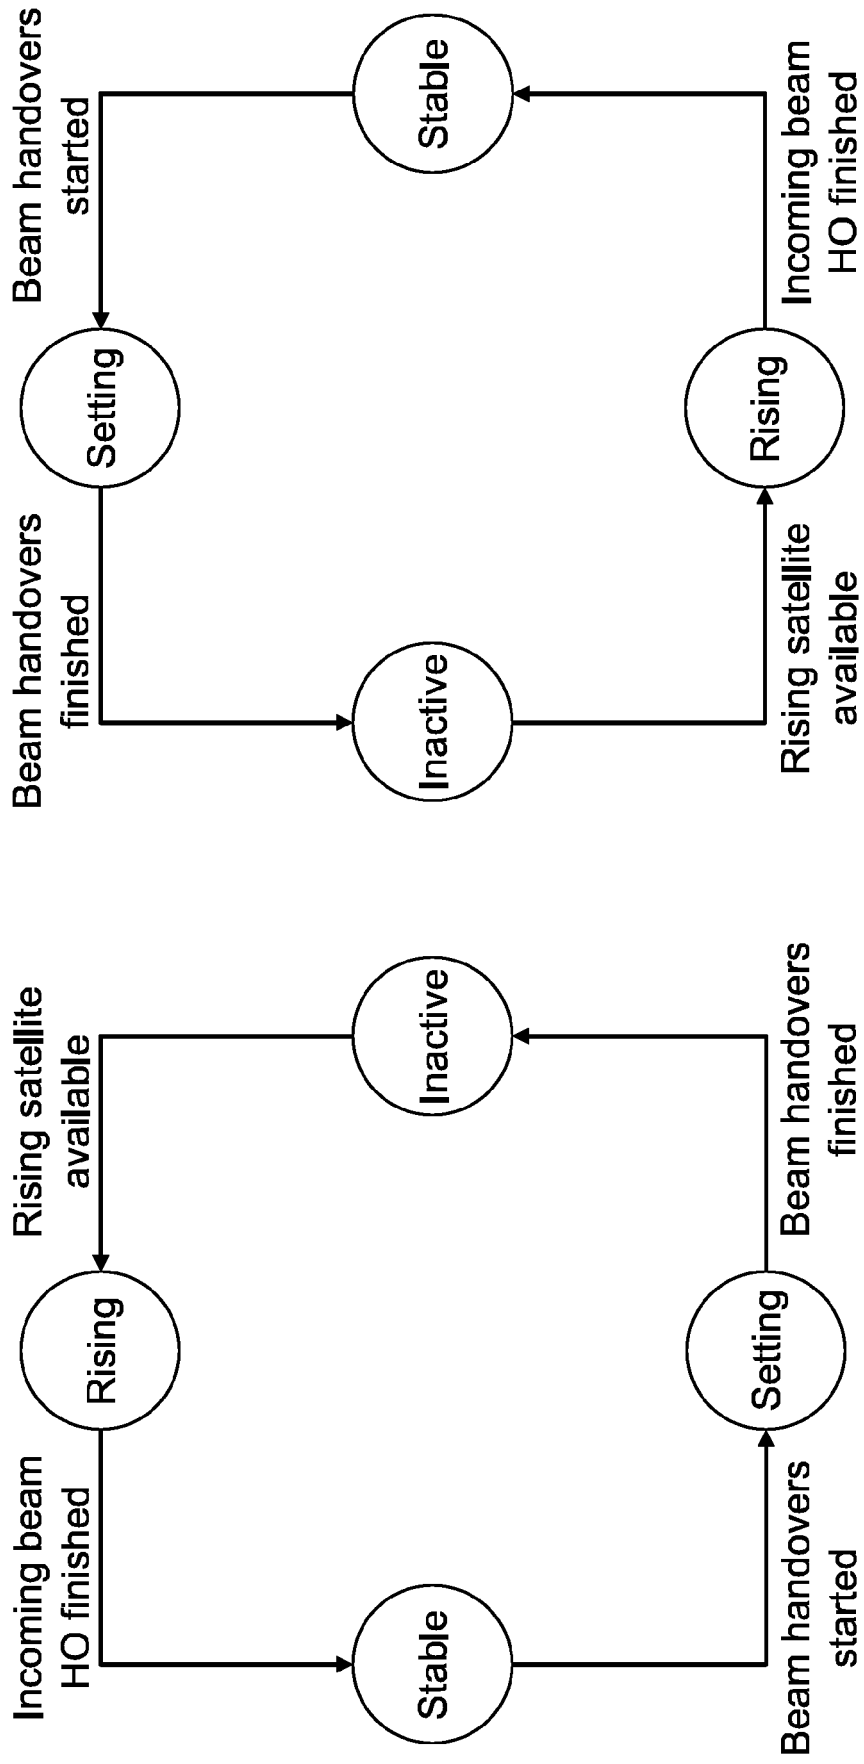 Incoming beam
HO finished
Rising
Rising satellite
available
Stable
Inactive
Beam handovers
started
Setting
Beam handovers
finished
Beam handovers
finished
Setting
Beam handovers
started
Inactive
Stable
Rising satellite
available
Rising
Incoming beam
HO finished